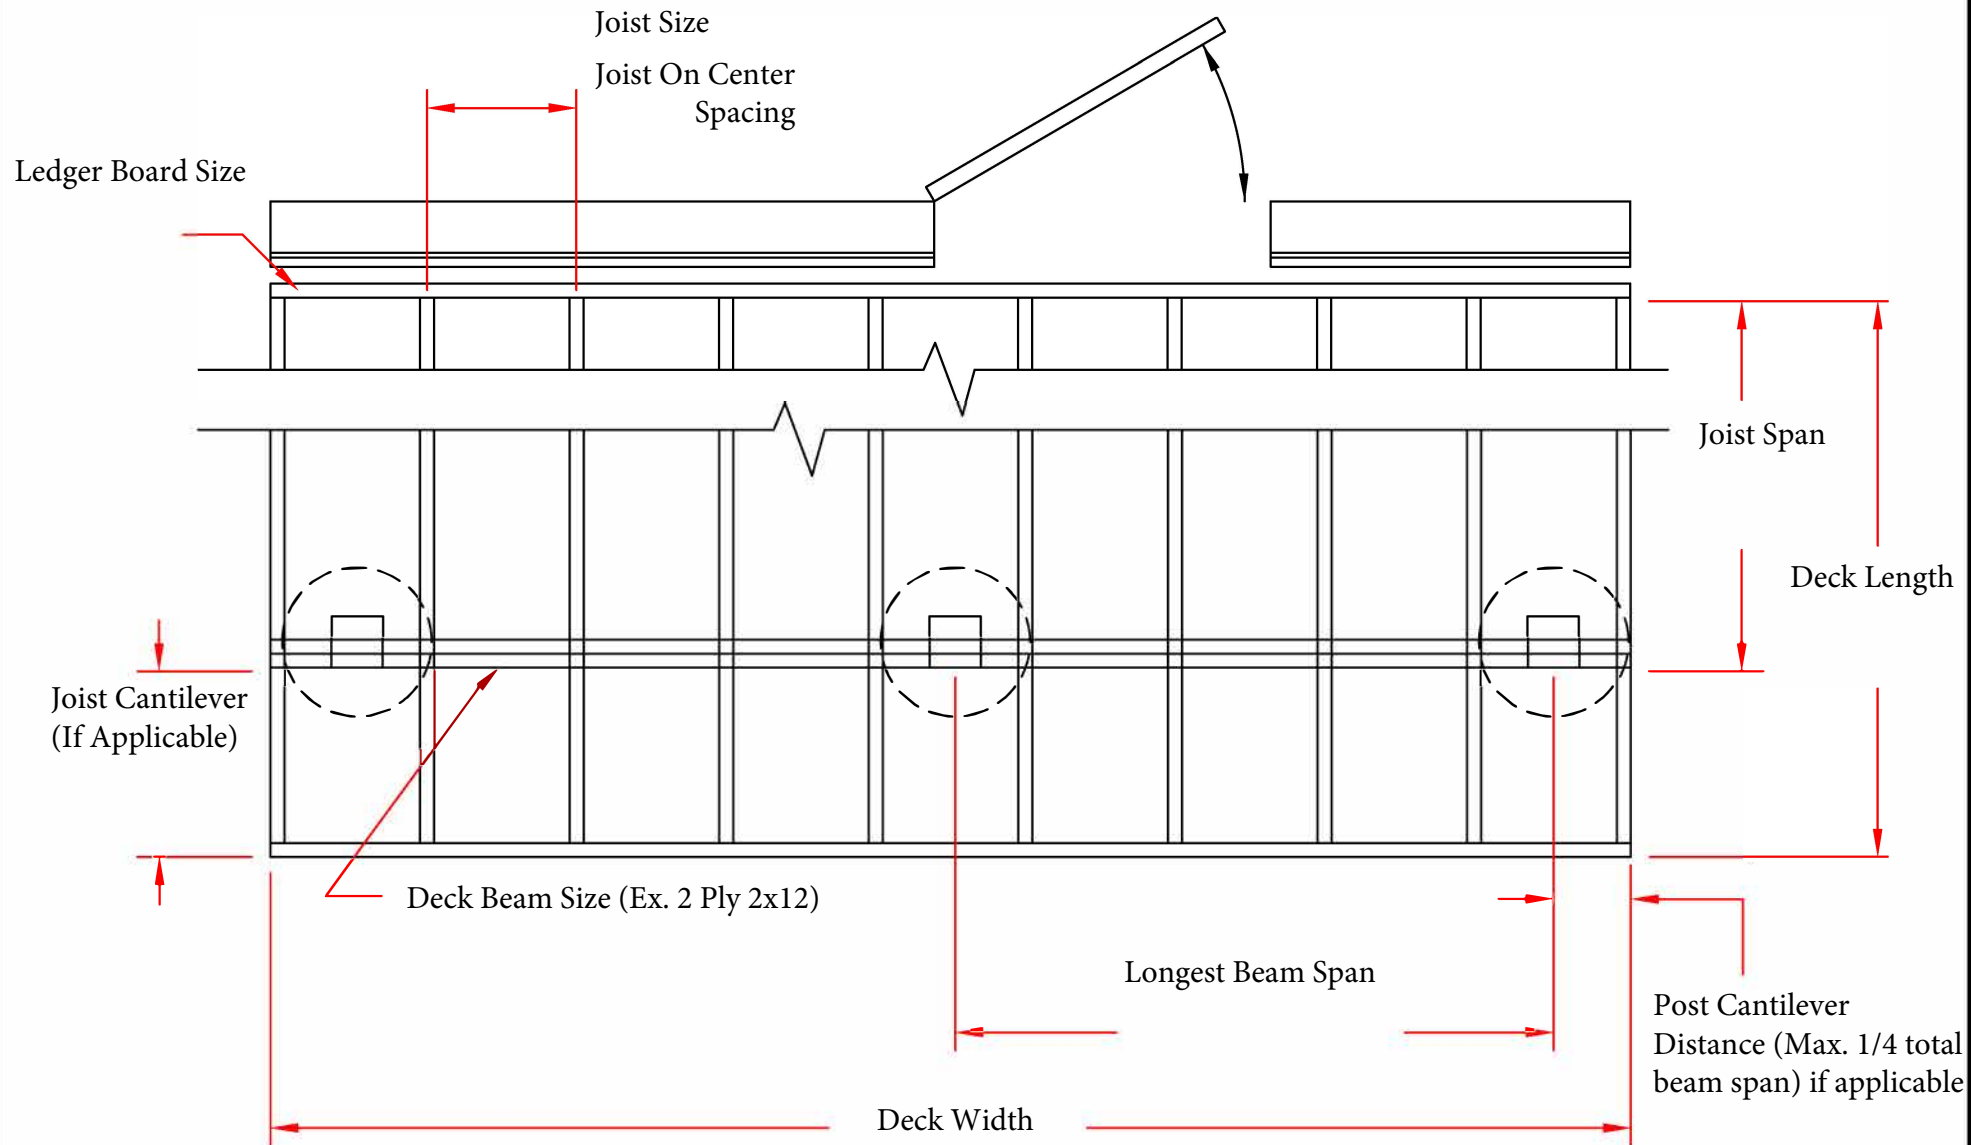 Joist Size
Joist On Center
Spacing
Ledger Board Size
Joist Span
Deck Length
Joist Cantilever
(If Applicable)
Deck Beam Size (Ex. 2 Ply 2x12)
Longest Beam Span
Post Cantilever
Distance (Max. 1/4 total
beam span) if applicable
Deck Width